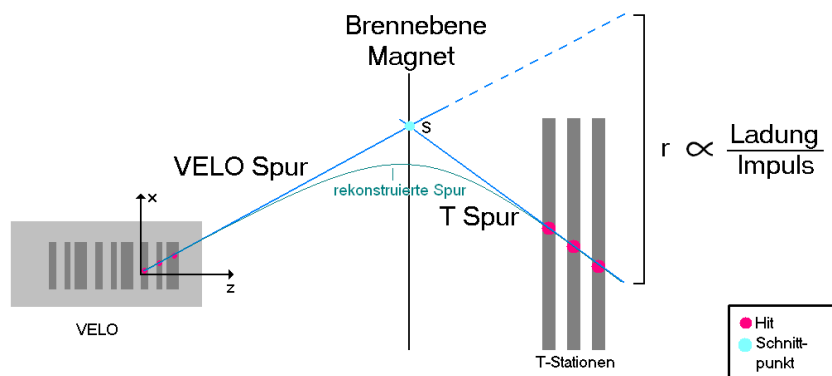 Brennebene
Magnet
s
VELO Spur
rekonstruierte Spur
T Spur
r ∝ Ladung
Impuls
x
z
VELO
T-Stationen
Hit
Schnitt-
punkt